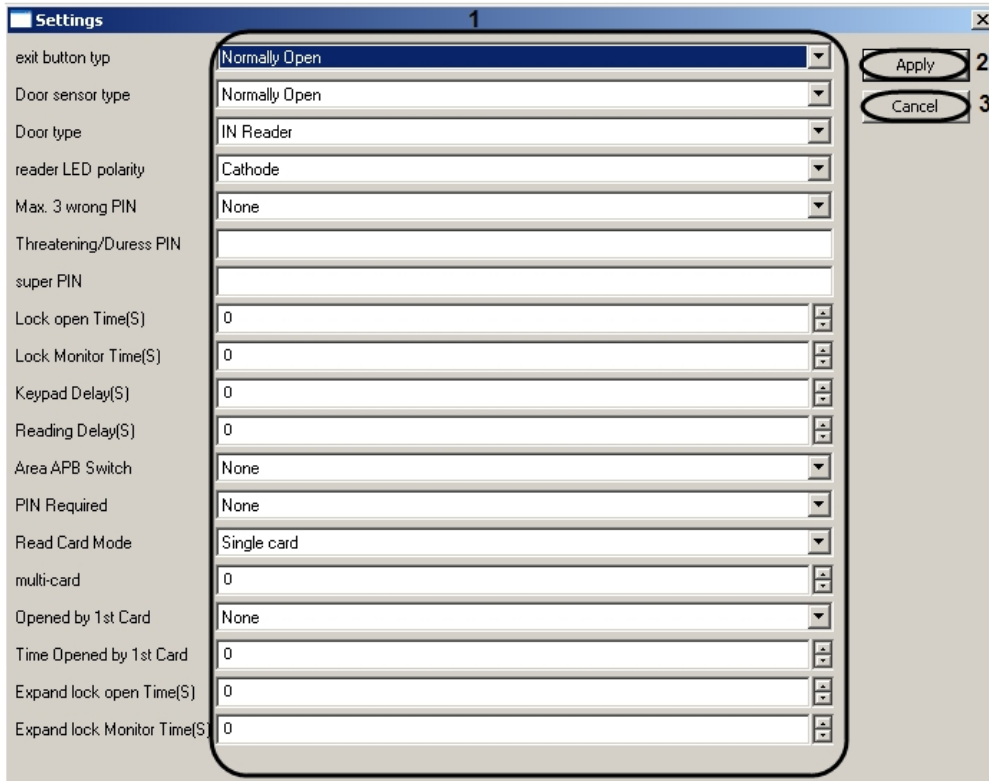 Settings 1
exit button typ Normally Open
Apply 2
Door sensor type Normally Open
Cancel 3
Door type IN Reader
reader LED polarity Cathode
Max. 3 wrong PIN None
Threatening/Duress PIN
super PIN
Lock open Time(S) 0
Lock Monitor Time(S) 0
Keypad Delay(S) 0
Reading Delay(S) 0
Area APB Switch None
PIN Required None
Read Card Mode Single card
multi-card 0
Opened by 1st Card None
Time Opened by 1st Card 0
Expand lock open Time(S) 0
Expand lock Monitor Time(S) 0